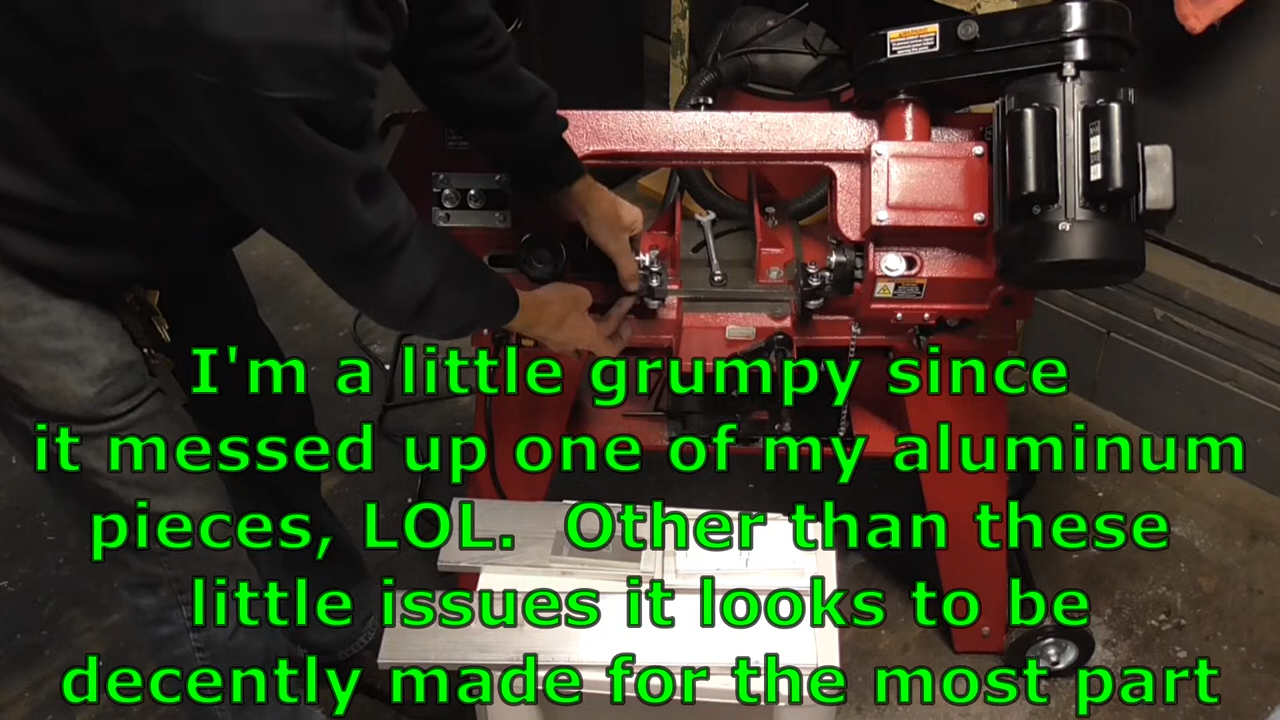 I'm a little grumpy since
it messed up one of my aluminum
pieces, LOL.  Other than these
little issues it looks to be
decently made for the most part